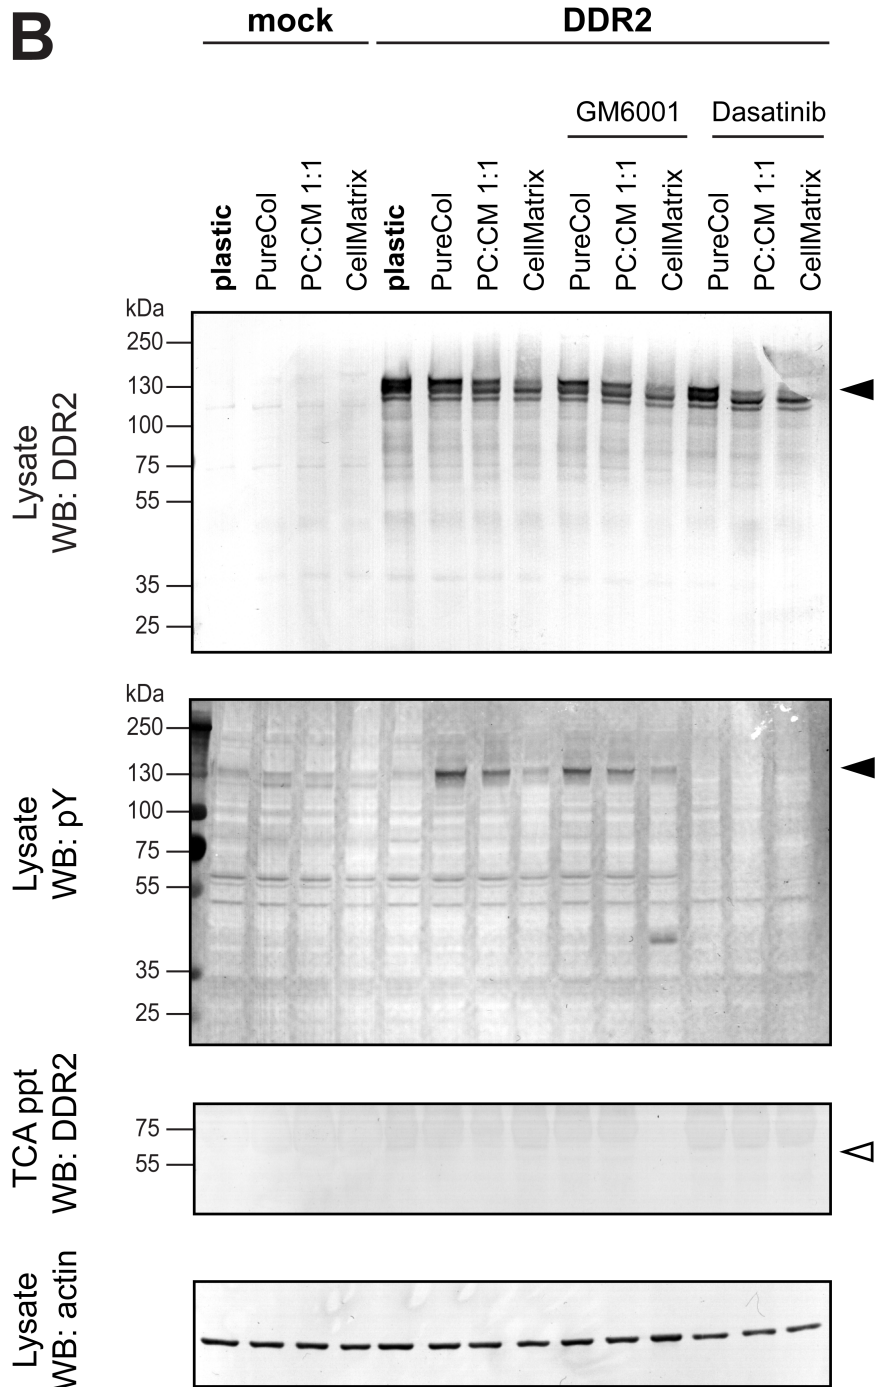 B
mock DDR2
GM6001 Dasatinib
plastic PureCol PC:CM 1:1 CellMatrix plastic PureCol PC:CM 1:1 CellMatrix PureCol PC:CM 1:1 CellMatrix PureCol PC:CM 1:1 CellMatrix
Lysate
WB: DDR2
kDa
250
130
100
75
55
35
25
Lysate
WB: pY
kDa
250
130
100
75
55
35
25
TCA ppt
WB: DDR2
75
55
Lysate
WB: actin